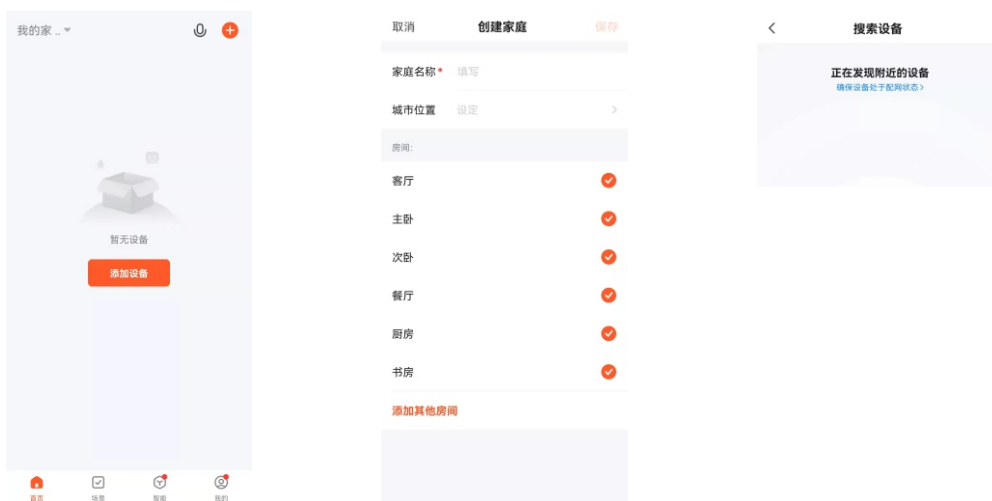 我的家 ..
暂无设备
添加设备
首页
场景
智能
我的
取消
创建家庭
保存
家庭名称*
填写
城市位置
设定
房间:
客厅
主卧
次卧
餐厅
厨房
书房
添加其他房间
搜索设备
正在发现附近的设备
确保设备处于配网状态>